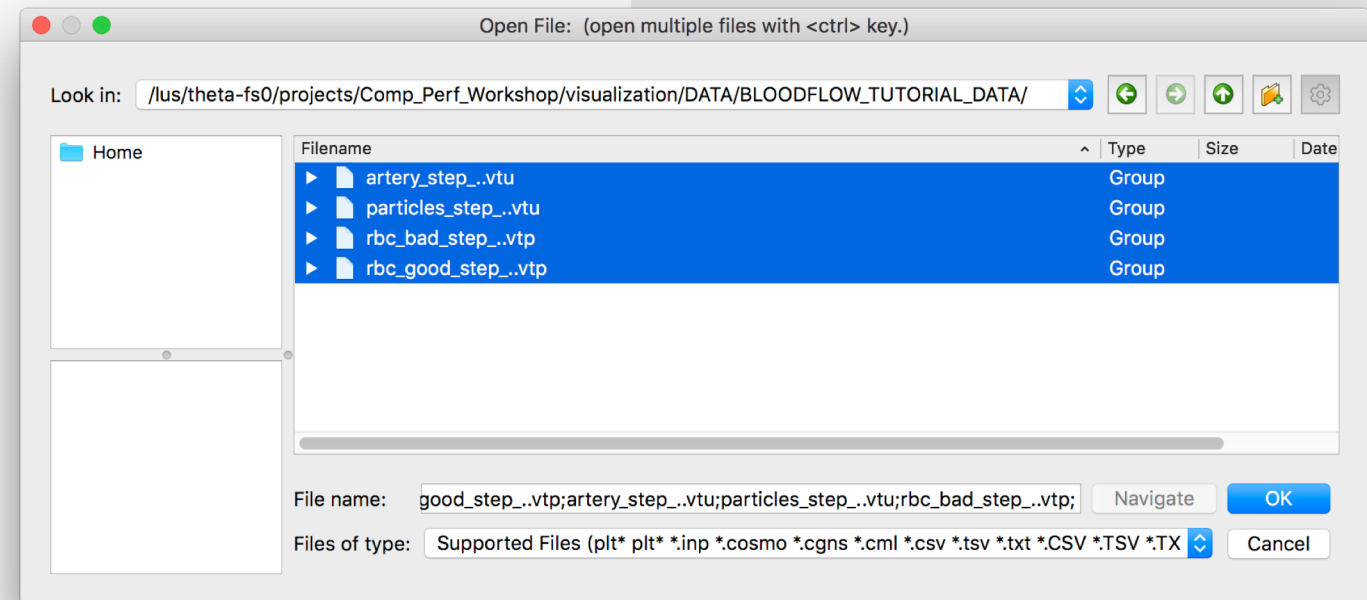 Open File:  (open multiple files with <ctrl> key.)
Look in: /lus/theta-fs0/projects/Comp_Perf_Workshop/visualization/DATA/BLOODFLOW_TUTORIAL_DATA/
Home
Filename Type Size Date
artery_step_..vtu Group
particles_step_..vtu Group
rbc_bad_step_..vtp Group
rbc_good_step_..vtp Group
File name: good_step_..vtp;artery_step_..vtu;particles_step_..vtu;rbc_bad_step_..vtp; Navigate OK
Files of type: Supported Files (plt* plt* *.inp *.cosmo *.cgns *.cml *.csv *.tsv *.txt *.CSV *.TSV *.TX Cancel